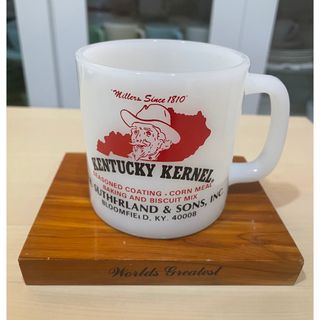 "Millers Since 1810"
KENTUCKY KERNEL®
SEASONED COATING - CORN MEAL
BAKING AND BISCUIT MIX
SUTHERLAND & SONS, INC.
BLOOMFIELD, KY. 40008
Worlds Greatest